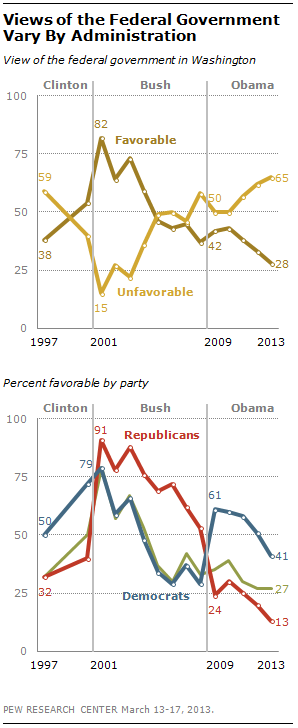 Views of the Federal Government
Vary By Administration
View of the federal government in Washington
Clinton Bush Obama
100
82
Favorable
75
59
65
50
50
42
38
25
28
15
Unfavorable
0
1997 2001 2009 2013
Percent favorable by party
Clinton Bush Obama
100
91
Republicans
79
75
61
50
50
41
32
Democrats
25
27
24
13
0
1997 2001 2009 2013
PEW RESEARCH CENTER March 13-17, 2013.